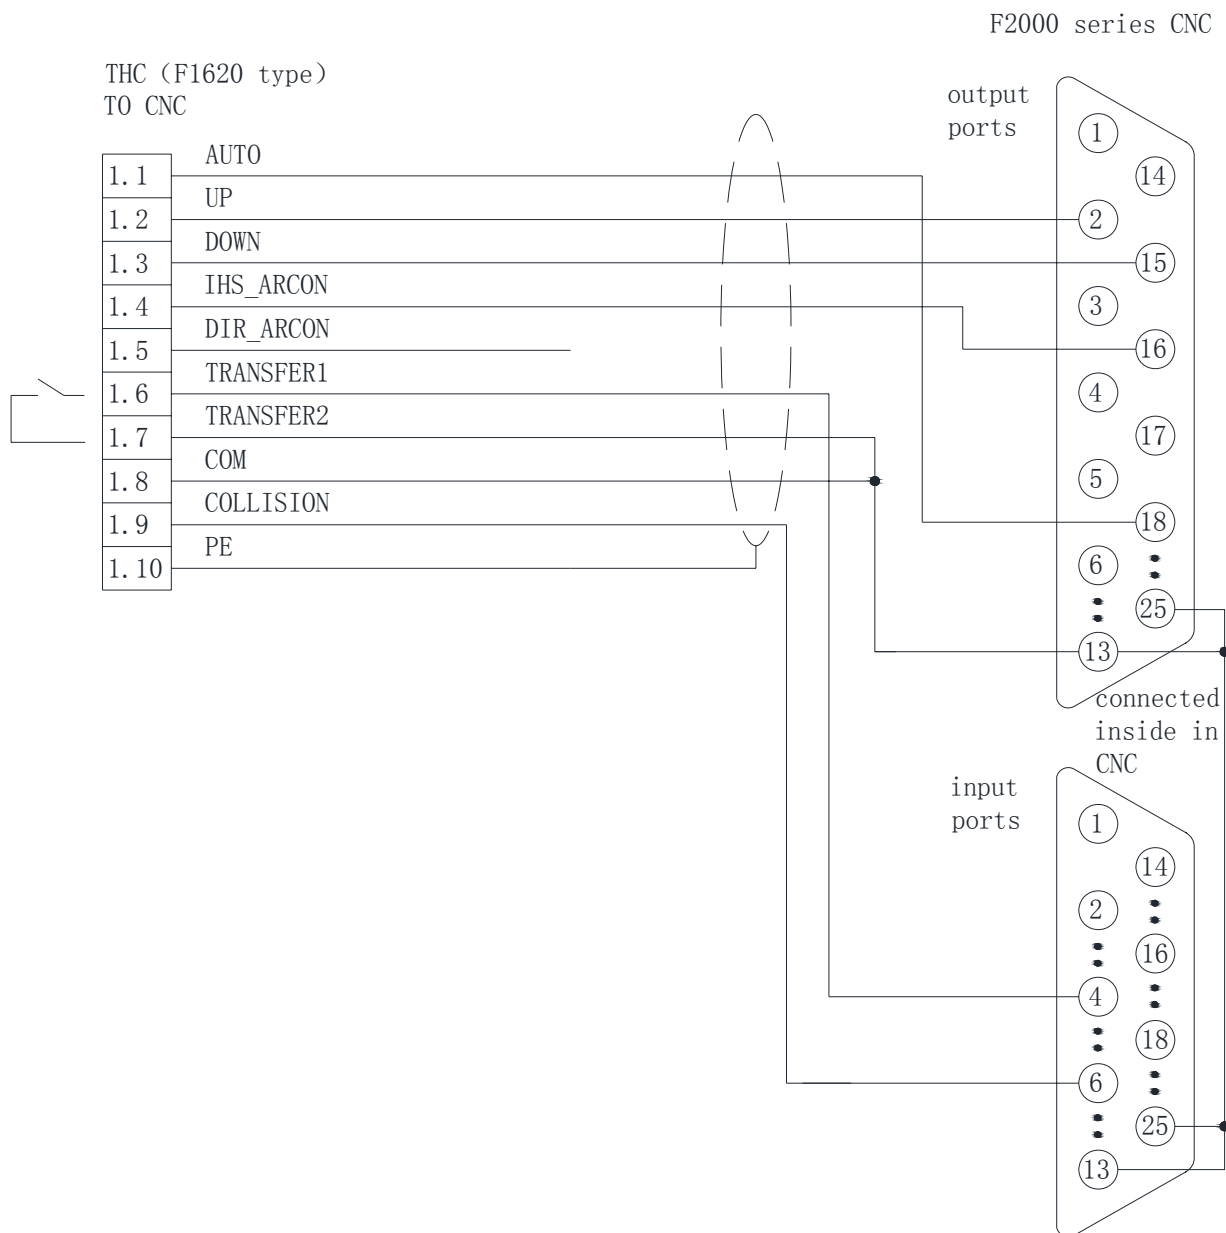 F2000 series CNC
THC (F1620 type)
TO CNC
output
ports
1.1 AUTO
1.2 UP
1.3 DOWN
1.4 IHS_ARCON
1.5 DIR_ARCON
1.6 TRANSFER1
1.7 TRANSFER2
1.8 COM
1.9 COLLISION
1.10 PE
1
14
2
15
3
16
4
17
5
18
6
25
13
connected
inside in
CNC
input
ports
1
14
2
16
4
18
6
25
13